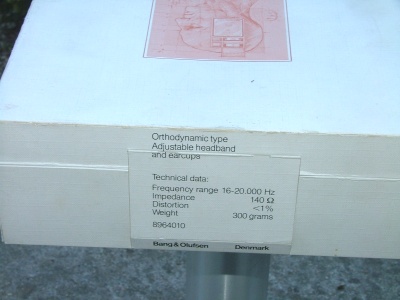 Orthodynamic type
Adjustable headband
and earcups
Technical data:
Frequency range 16-20.000 Hz
Impedance 140 Ω
Distortion <1%
Weight 300 grams
8964010
Bang & Olufsen Denmark